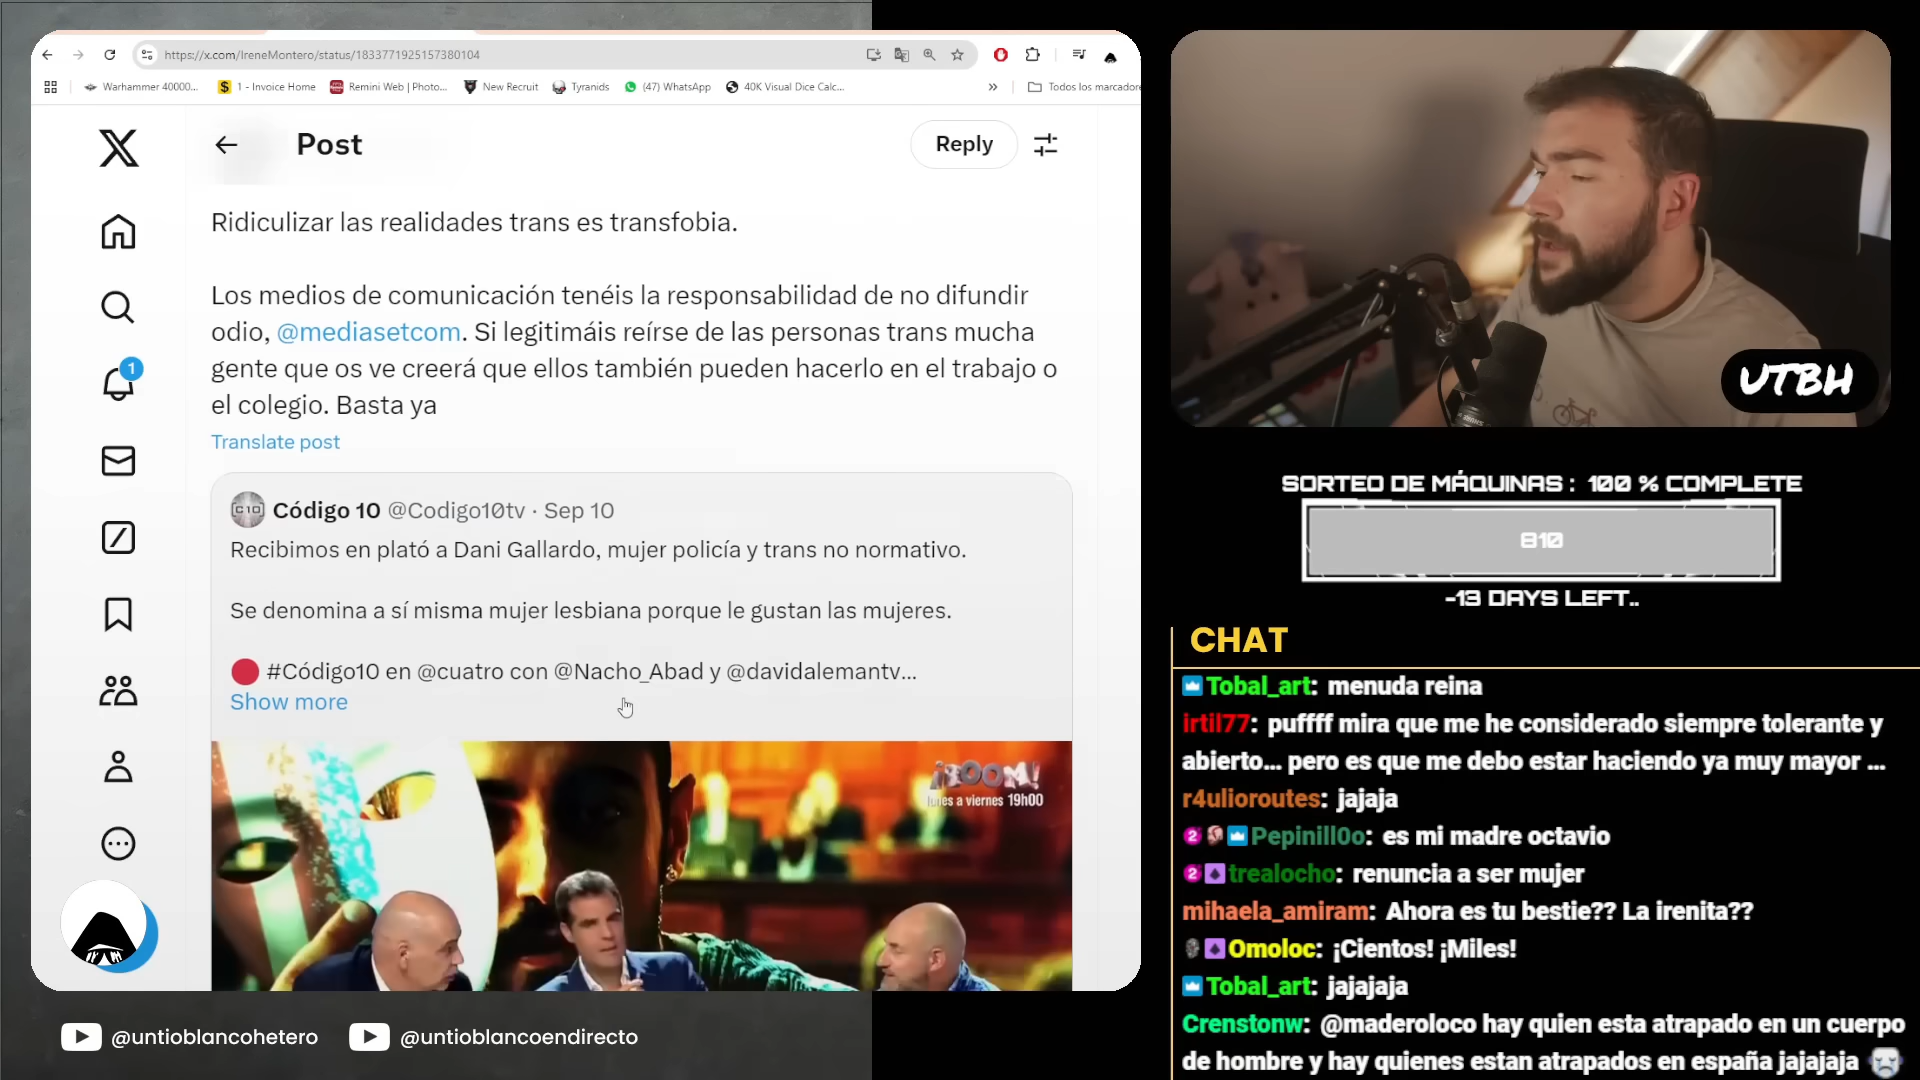 https://x.com/IreneMontero/status/1833771925157380104
Warhammer 40000...
1 - Invoice Home
Remini Web | Photo...
New Recruit
Tyranids
(47) WhatsApp
40K Visual Dice Calc...
»
Todos los marcadore
Post
Reply
Ridiculizar las realidades trans es transfobia.
Los medios de comunicación tenéis la responsabilidad de no difundir
odio, @mediasetcom. Si legitimáis reírse de las personas trans mucha
gente que os ve creerá que ellos también pueden hacerlo en el trabajo o
el colegio. Basta ya
Translate post
1
C10
Código 10 @Codigo10tv · Sep 10
Recibimos en plató a Dani Gallardo, mujer policía y trans no normativo.
Se denomina a sí misma mujer lesbiana porque le gustan las mujeres.
#Código10 en @cuatro con @Nacho_Abad y @davidalemantv...
Show more
¡BOOM!
lunes a viernes 19h00
@untioblancohetero
@untioblancoendirecto
UTBH
SORTEO DE MÁQUINAS : 100 % COMPLETE
810
-13 DAYS LEFT..
CHAT
Tobal_art: menuda reina
irtil77: puffff mira que me he considerado siempre tolerante y
abierto... pero es que me debo estar haciendo ya muy mayor ...
r4ulioroutes: jajaja
2 Pepinill0o: es mi madre octavio
2 trealocho: renuncia a ser mujer
mihaela_amiram: Ahora es tu bestie?? La irenita??
Omoloc: ¡Cientos! ¡Miles!
Tobal_art: jajajaja
Crenstonw: @maderoloco hay quien esta atrapado en un cuerpo
de hombre y hay quienes estan atrapados en españa jajajaja